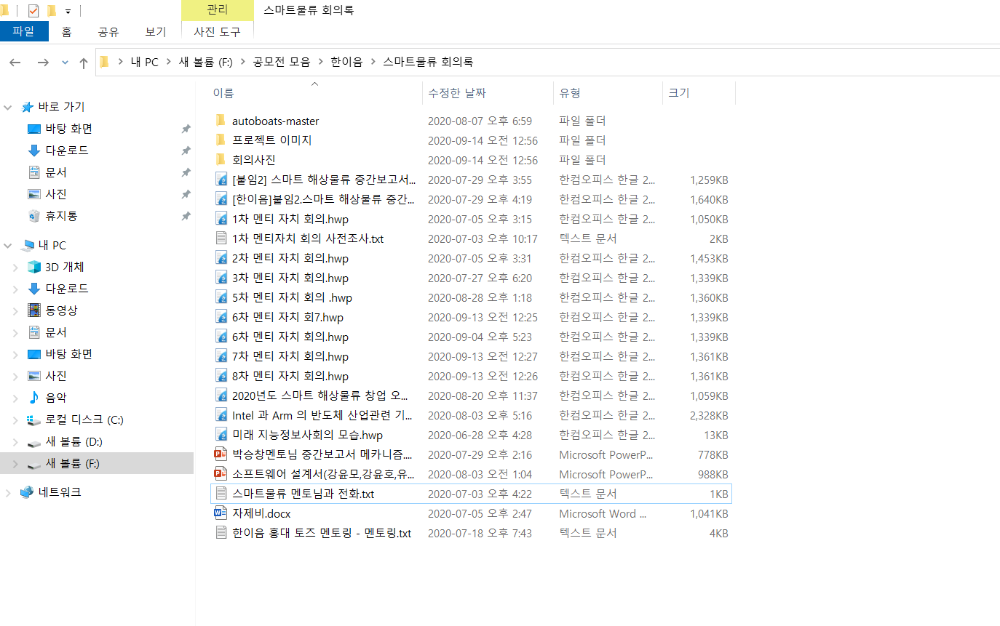 관리 스마트물류 회의록
파일 홈 공유 보기 사진 도구
내 PC 새 볼륨 (F:) 공모전 모음 한이음 스마트물류 회의록
바로 가기
바탕 화면
다운로드
문서
사진
휴지통
내 PC
3D 개체
다운로드
동영상
문서
바탕 화면
사진
음악
로컬 디스크 (C:)
새 볼륨 (D:)
새 볼륨 (F:)
네트워크
이름 수정한 날짜 유형 크기
autoboats-master 2020-08-07 오후 6:59 파일 폴더
프로젝트 이미지 2020-09-14 오전 12:56 파일 폴더
회의사진 2020-09-14 오전 12:56 파일 폴더
[붙임2] 스마트 해상물류 중간보고서... 2020-07-29 오후 3:55 한컴오피스 한글 2... 1,259KB
[한이음]붙임2.스마트 해상물류 중간... 2020-07-29 오후 4:19 한컴오피스 한글 2... 1,640KB
1차 멘티 자치 회의.hwp 2020-07-05 오후 3:15 한컴오피스 한글 2... 1,050KB
1차 멘티자치 회의 사전조사.txt 2020-07-03 오후 10:17 텍스트 문서 2KB
2차 멘티 자치 회의.hwp 2020-07-05 오후 3:31 한컴오피스 한글 2... 1,453KB
3차 멘티 자치 회의.hwp 2020-07-27 오후 6:20 한컴오피스 한글 2... 1,339KB
5차 멘티 자치 회의 .hwp 2020-08-28 오후 1:18 한컴오피스 한글 2... 1,360KB
6차 멘티 자치 회7.hwp 2020-09-13 오전 12:25 한컴오피스 한글 2... 1,339KB
6차 멘티 자치 회의.hwp 2020-09-04 오후 5:23 한컴오피스 한글 2... 1,339KB
7차 멘티 자치 회의.hwp 2020-09-13 오전 12:27 한컴오피스 한글 2... 1,361KB
8차 멘티 자치 회의.hwp 2020-09-13 오전 12:26 한컴오피스 한글 2... 1,361KB
2020년도 스마트 해상물류 창업 오... 2020-08-20 오후 11:37 한컴오피스 한글 2... 1,059KB
Intel 과 Arm 의 반도체 산업관련 기... 2020-08-03 오후 5:16 한컴오피스 한글 2... 2,328KB
미래 지능정보사회의 모습.hwp 2020-06-28 오후 4:28 한컴오피스 한글 2... 13KB
박승창멘토님 중간보고서 메카니즘.... 2020-07-29 오후 2:16 Microsoft PowerP... 778KB
소프트웨어 설계서(강윤모,강윤호,유... 2020-08-03 오전 1:04 Microsoft PowerP... 988KB
스마트물류 멘토님과 전화.txt 2020-07-03 오후 4:22 텍스트 문서 1KB
자제비.docx 2020-07-05 오후 2:47 Microsoft Word ... 1,041KB
한이음 홍대 토즈 멘토링 - 멘토링.txt 2020-07-18 오후 7:43 텍스트 문서 4KB